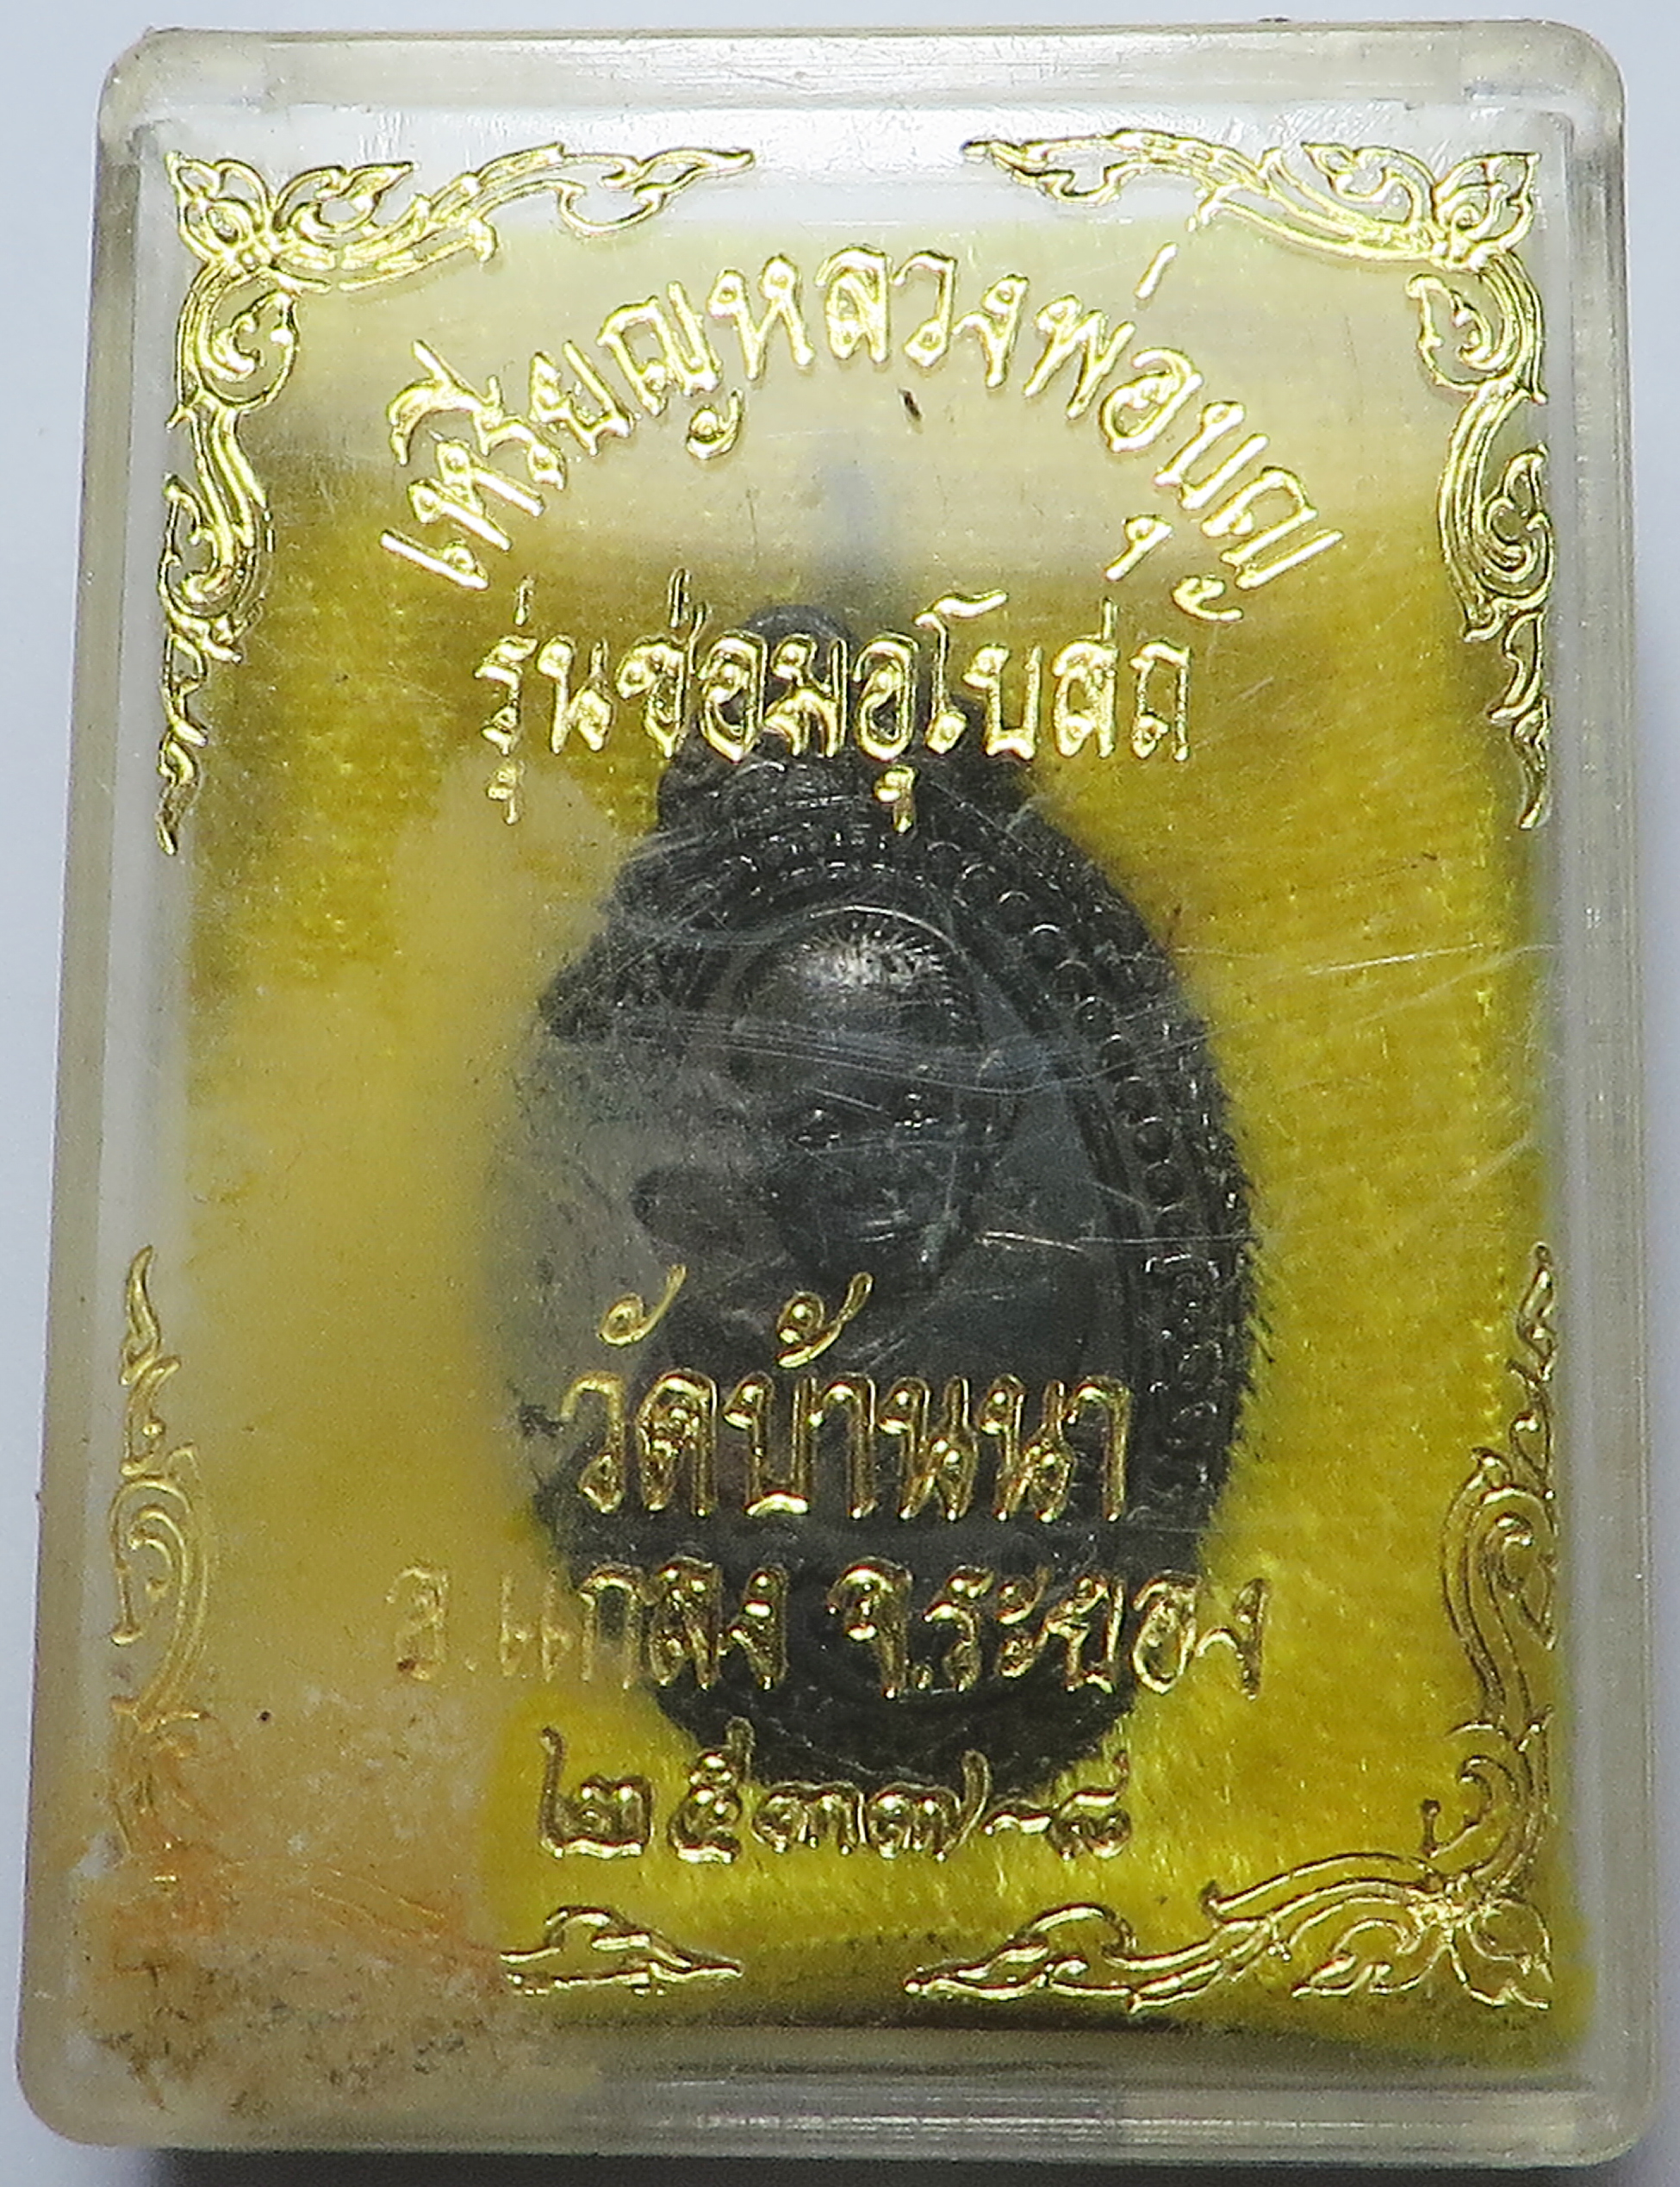 เหรียญหลวงพ่อบุญ
รุ่นซ่อมอุโบสถ
วัดบ้านนา
อ.แกลง จ.ระยอง
๒๕๓๗-๘